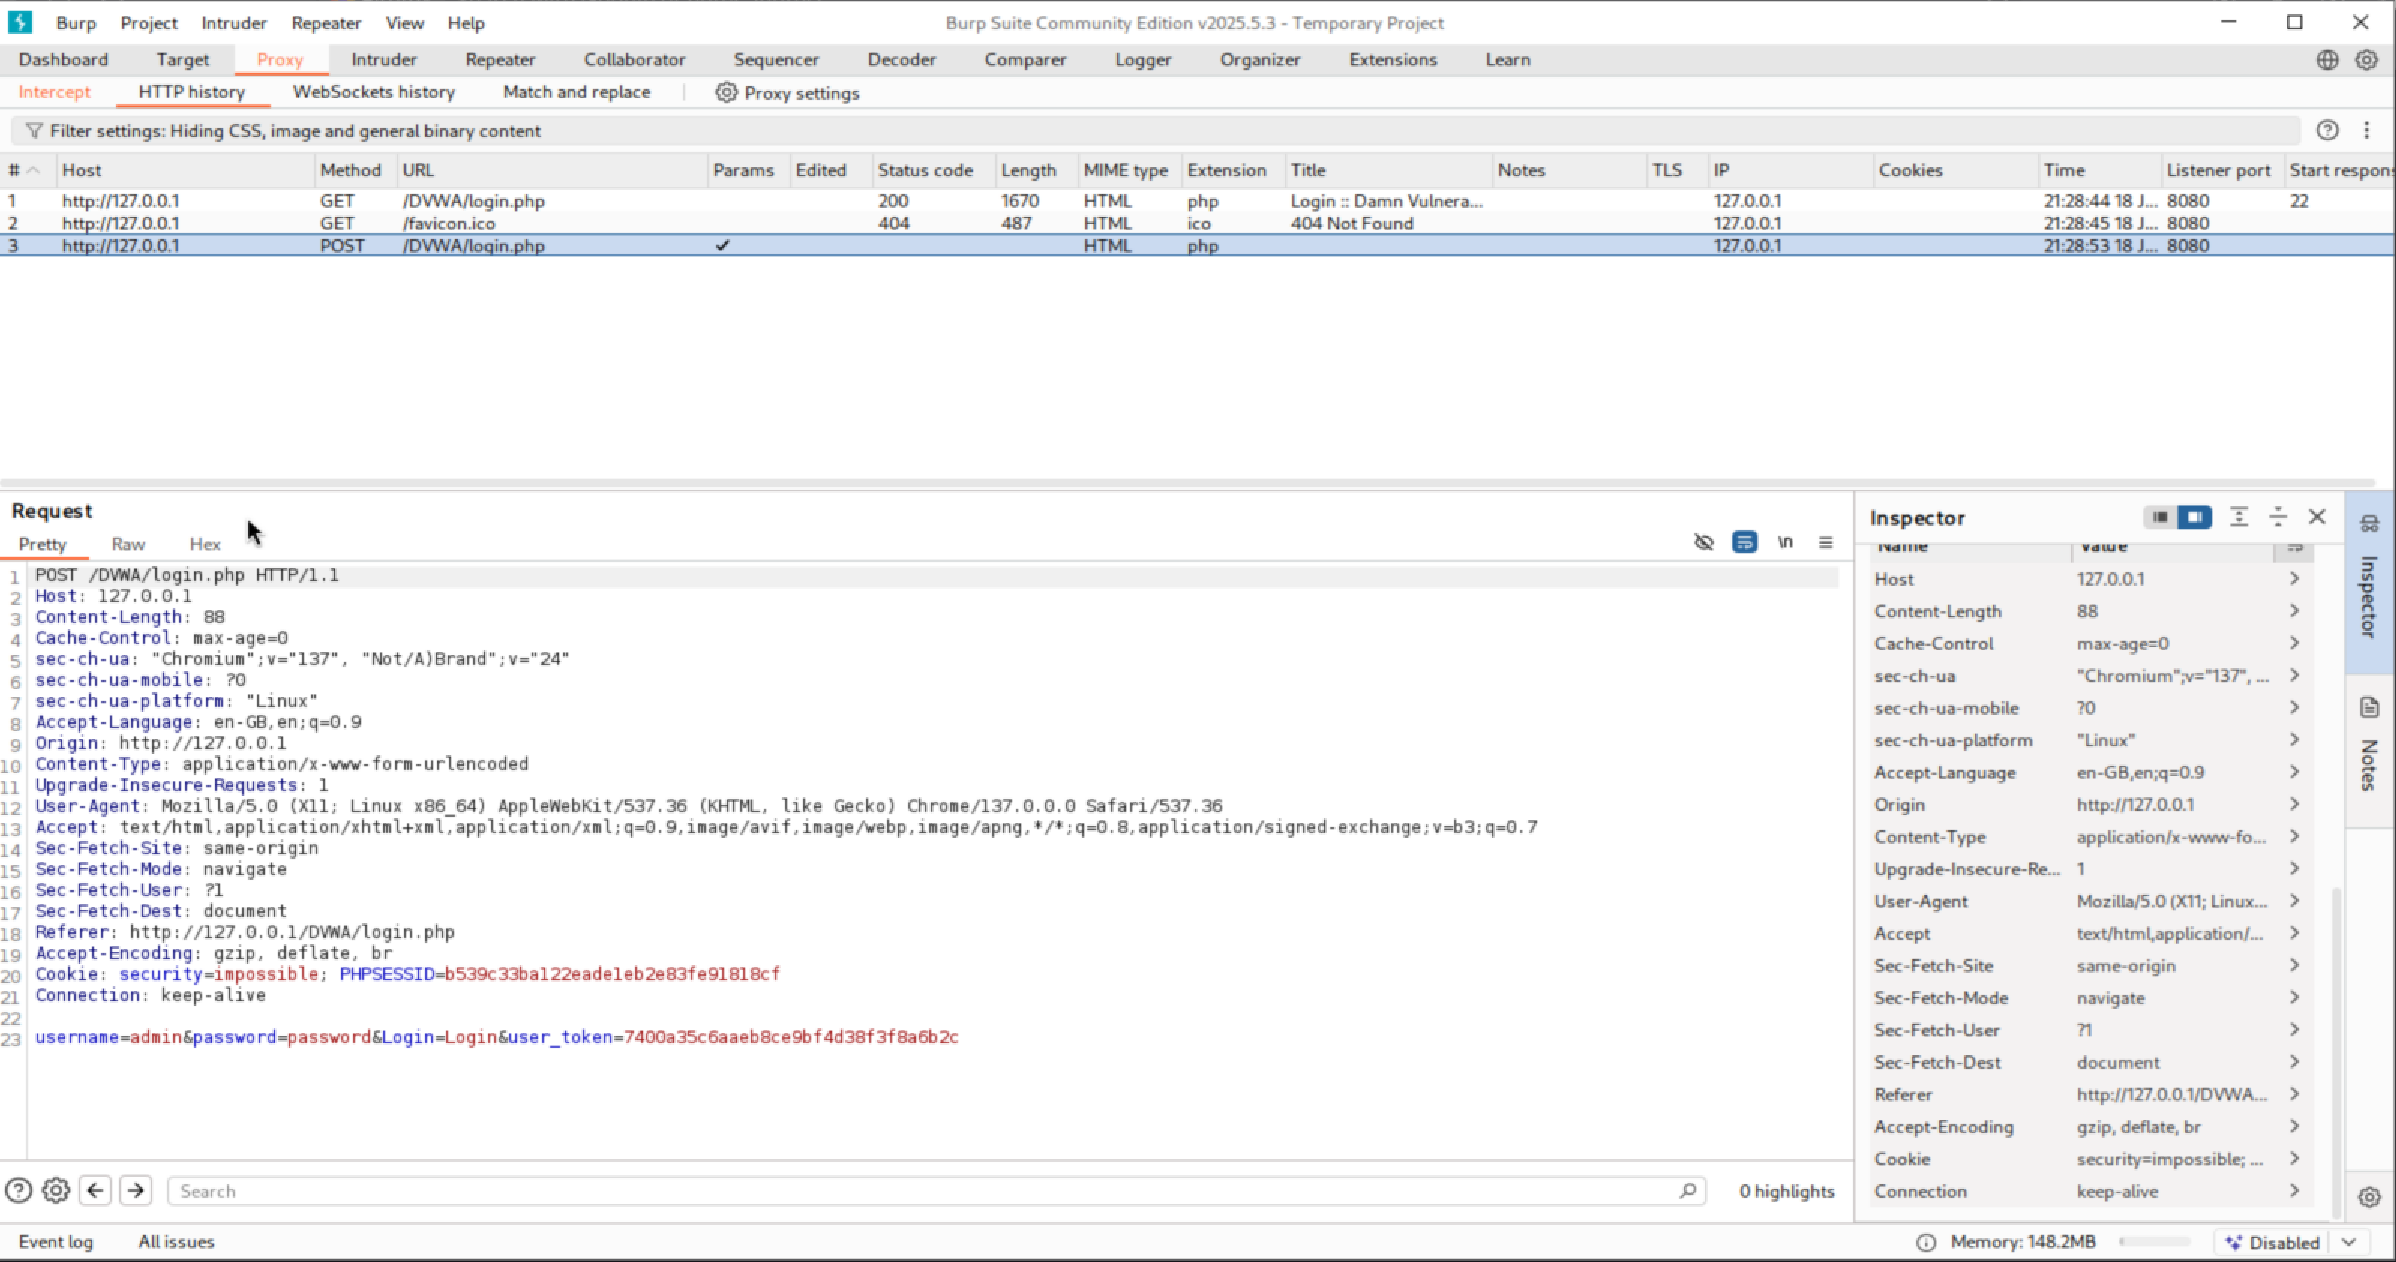 Burp Project Intruder Repeater View Help Burp Suite Community Edition v2025.5.3 - Temporary Project
Dashboard Target Proxy Intruder Repeater Collaborator Sequencer Decoder Comparer Logger Organizer Extensions Learn
Intercept HTTP history WebSockets history Match and replace Proxy settings
Filter settings: Hiding CSS, image and general binary content
# Host Method URL Params Edited Status code Length MIME type Extension Title Notes TLS IP Cookies Time Listener port Start respons
1 http://127.0.0.1 GET /DVWA/login.php 200 1670 HTML php Login :: Damn Vulnera... 127.0.0.1 21:28:44 18 J... 8080 22
2 http://127.0.0.1 GET /favicon.ico 404 487 HTML ico 404 Not Found 127.0.0.1 21:28:45 18 J... 8080
3 http://127.0.0.1 POST /DVWA/login.php ✓ HTML php 127.0.0.1 21:28:53 18 J... 8080
Request
Pretty Raw Hex \n
1 POST /DVWA/login.php HTTP/1.1
2 Host: 127.0.0.1
3 Content-Length: 88
4 Cache-Control: max-age=0
5 sec-ch-ua: "Chromium";v="137", "Not/A)Brand";v="24"
6 sec-ch-ua-mobile: ?0
7 sec-ch-ua-platform: "Linux"
8 Accept-Language: en-GB,en;q=0.9
9 Origin: http://127.0.0.1
10 Content-Type: application/x-www-form-urlencoded
11 Upgrade-Insecure-Requests: 1
12 User-Agent: Mozilla/5.0 (X11; Linux x86_64) AppleWebKit/537.36 (KHTML, like Gecko) Chrome/137.0.0.0 Safari/537.36
13 Accept: text/html,application/xhtml+xml,application/xml;q=0.9,image/avif,image/webp,image/apng,*/*;q=0.8,application/signed-exchange;v=b3;q=0.7
14 Sec-Fetch-Site: same-origin
15 Sec-Fetch-Mode: navigate
16 Sec-Fetch-User: ?1
17 Sec-Fetch-Dest: document
18 Referer: http://127.0.0.1/DVWA/login.php
19 Accept-Encoding: gzip, deflate, br
20 Cookie: security=impossible; PHPSESSID=b539c33ba122eade1eb2e83fe91818cf
21 Connection: keep-alive
22
23 username=admin&password=password&Login=Login&user_token=7400a35c6aaeb8ce9bf4d38f3f8a6b2c
Search 0 highlights
Inspector
Name Value
Host 127.0.0.1
Content-Length 88
Cache-Control max-age=0
sec-ch-ua "Chromium";v="137", ...
sec-ch-ua-mobile ?0
sec-ch-ua-platform "Linux"
Accept-Language en-GB,en;q=0.9
Origin http://127.0.0.1
Content-Type application/x-www-fo...
Upgrade-Insecure-Re... 1
User-Agent Mozilla/5.0 (X11; Linux...
Accept text/html,application/...
Sec-Fetch-Site same-origin
Sec-Fetch-Mode navigate
Sec-Fetch-User ?1
Sec-Fetch-Dest document
Referer http://127.0.0.1/DVWA...
Accept-Encoding gzip, deflate, br
Cookie security=impossible; ...
Connection keep-alive
Inspector
Notes
Event log All issues Memory: 148.2MB Disabled